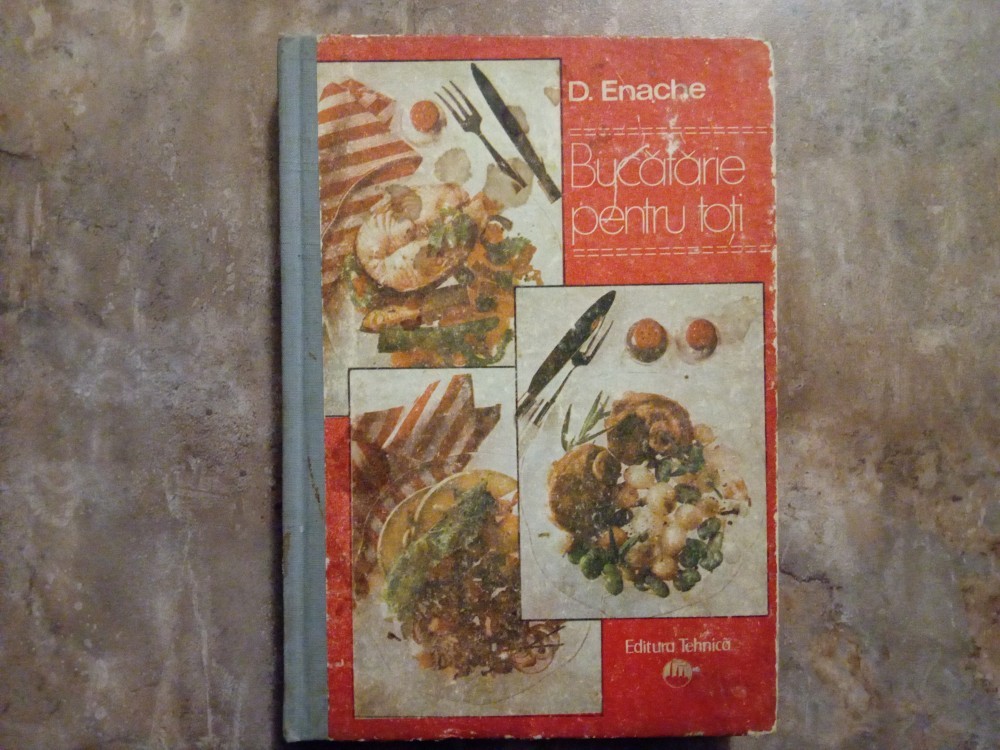 D. Enache
Bucătărie
pentru toți
Editura Tehnică